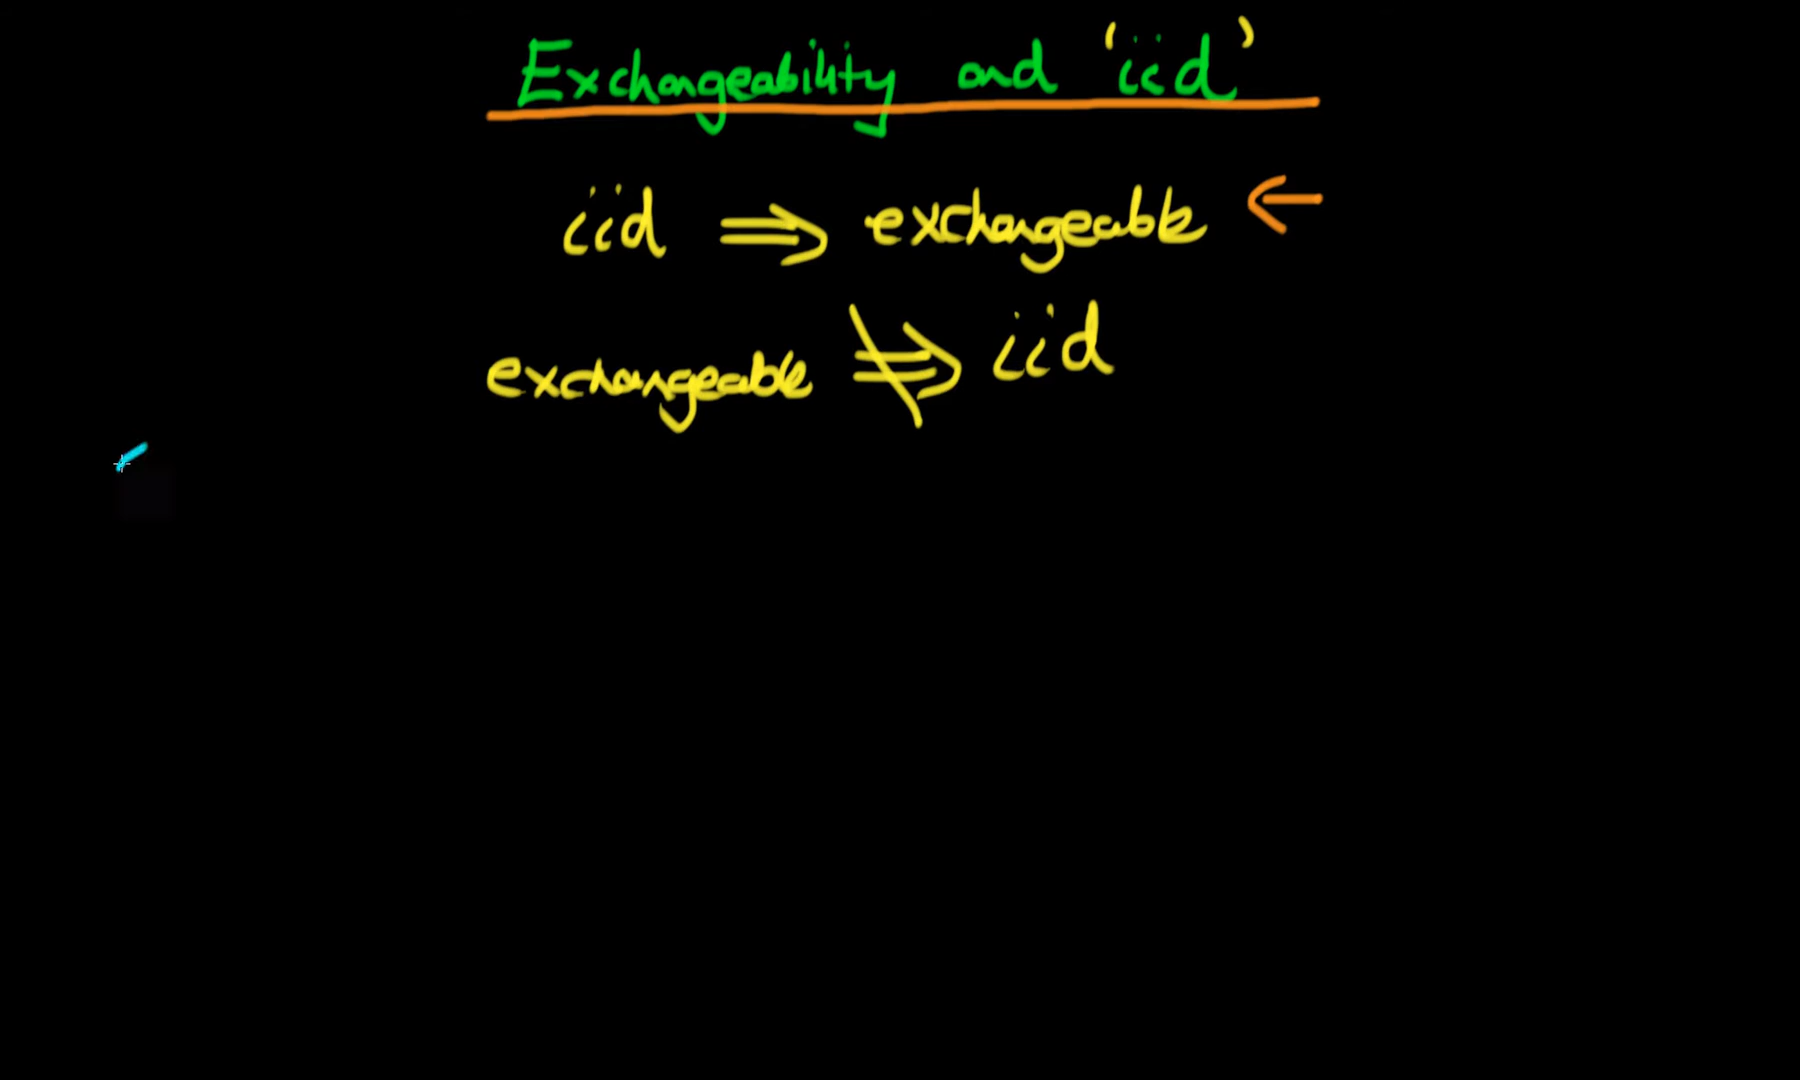 Exchangeability and 'iid'
iid ⇒ exchangeable ←
exchangeable ⇏ iid